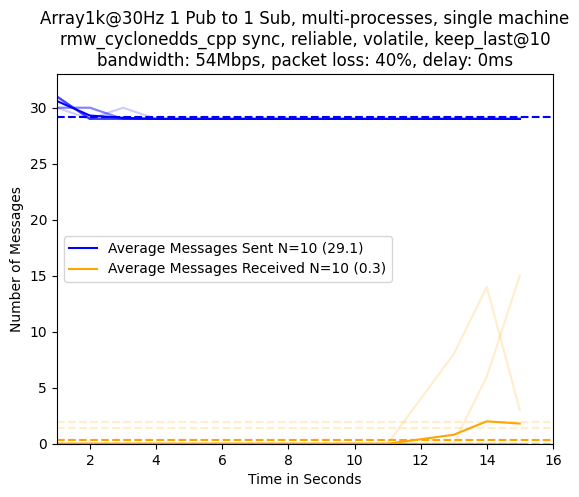 Array1k@30Hz 1 Pub to 1 Sub, multi-processes, single machine
rmw_cyclonedds_cpp sync, reliable, volatile, keep_last@10
bandwidth: 54Mbps, packet loss: 40%, delay: 0ms
Number of Messages
30
25
20
15
10
5
0
Average Messages Sent N=10 (29.1)
Average Messages Received N=10 (0.3)
2 4 6 8 10 12 14 16
Time in Seconds